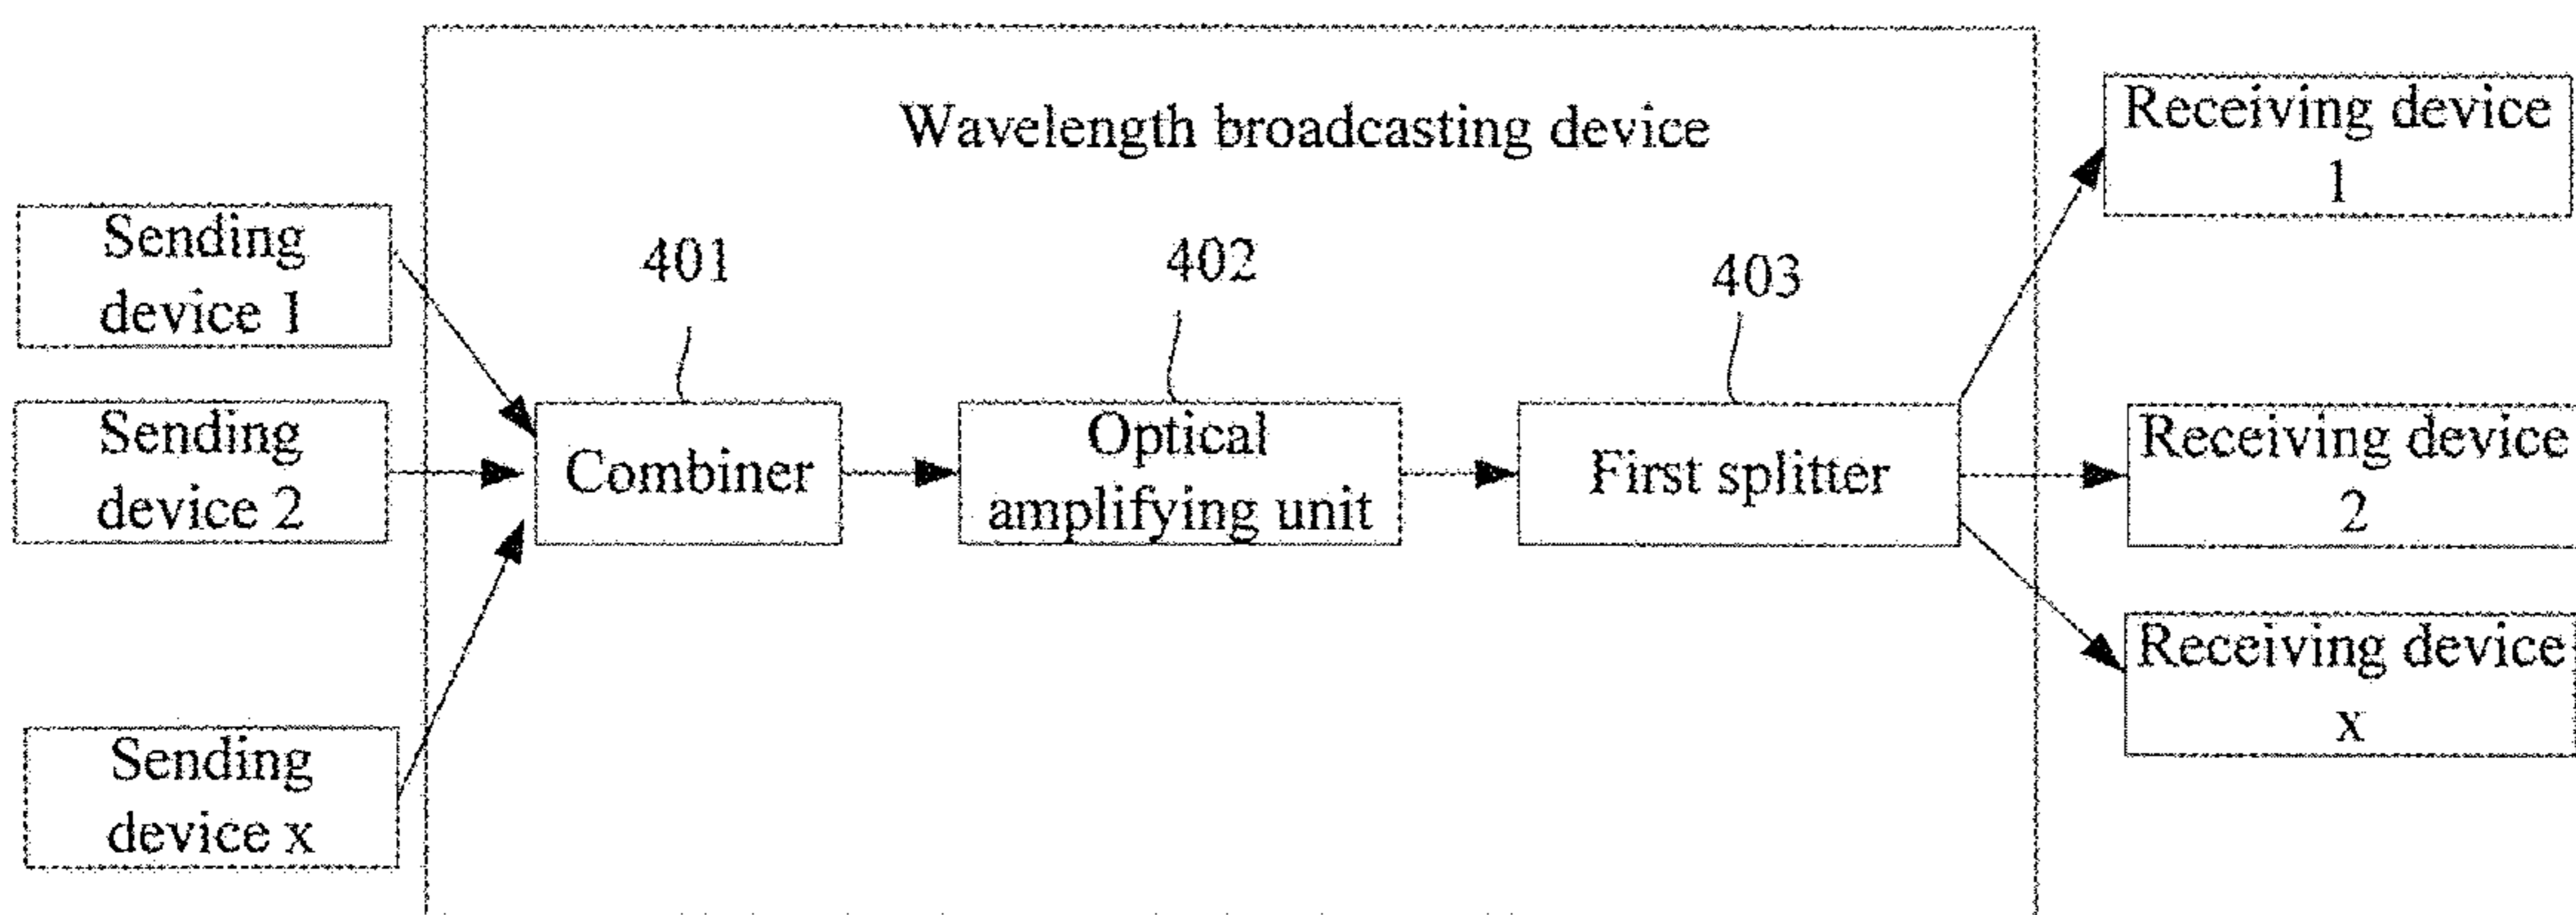 Wavelength broadcasting device
Sending
device 1
Sending
device 2
Sending
device x
401
Combiner
402
Optical
amplifying unit
403
First splitter
Receiving device
1
Receiving device
2
Receiving device
x